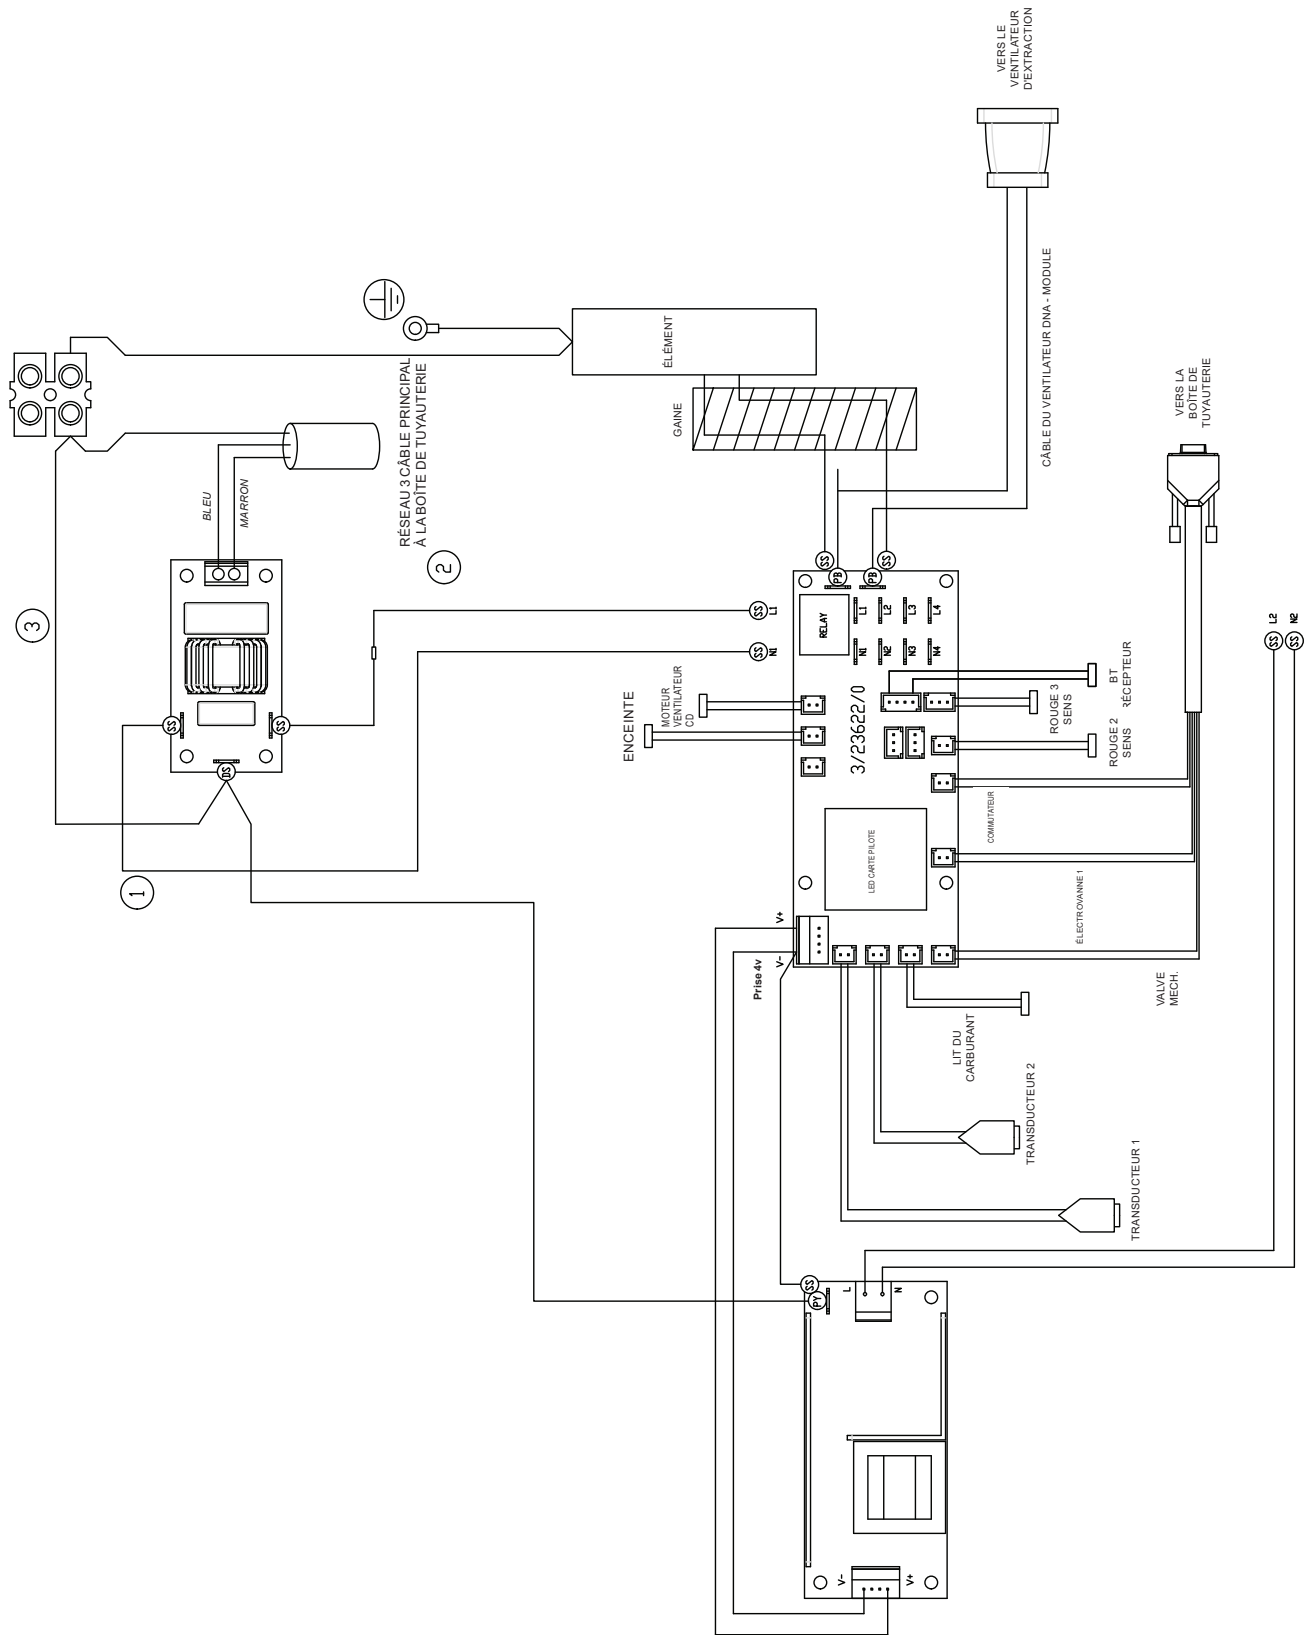 VERS LE
VENTILATEUR
D'EXTRACTION
CÂBLE DU VENTILATEUR DNA - MODULE
ÉLÉMENT
GAINE
RÉSEAU 3 CÂBLE PRINCIPAL
À LA BOÎTE DE TUYAUTERIE
BLEU
MARRON
1
2
3
SS
SS
DS
SS
L1
SS
N1
SS
PB
PB
SS
RELAY
L1
L2
L3
L4
N1
N2
N3
N4
3/23622/0
LED CARTE PILOTE
ENCEINTE
MOTEUR
VENTILATEUR
CD
BT
RÉCEPTEUR
ROUGE 3
SENS
ROUGE 2
SENS
COMMUTATEUR
ÉLECTROVANNE 1
VALVE
MECH.
VERS LA
BOÎTE DE
TUYAUTERIE
SS
L2
SS
N2
V+
V-
Prise 4v
LIT DU
CARBURANT
TRANSDUCTEUR 2
TRANSDUCTEUR 1
SS
PY
L
N
V-
V+